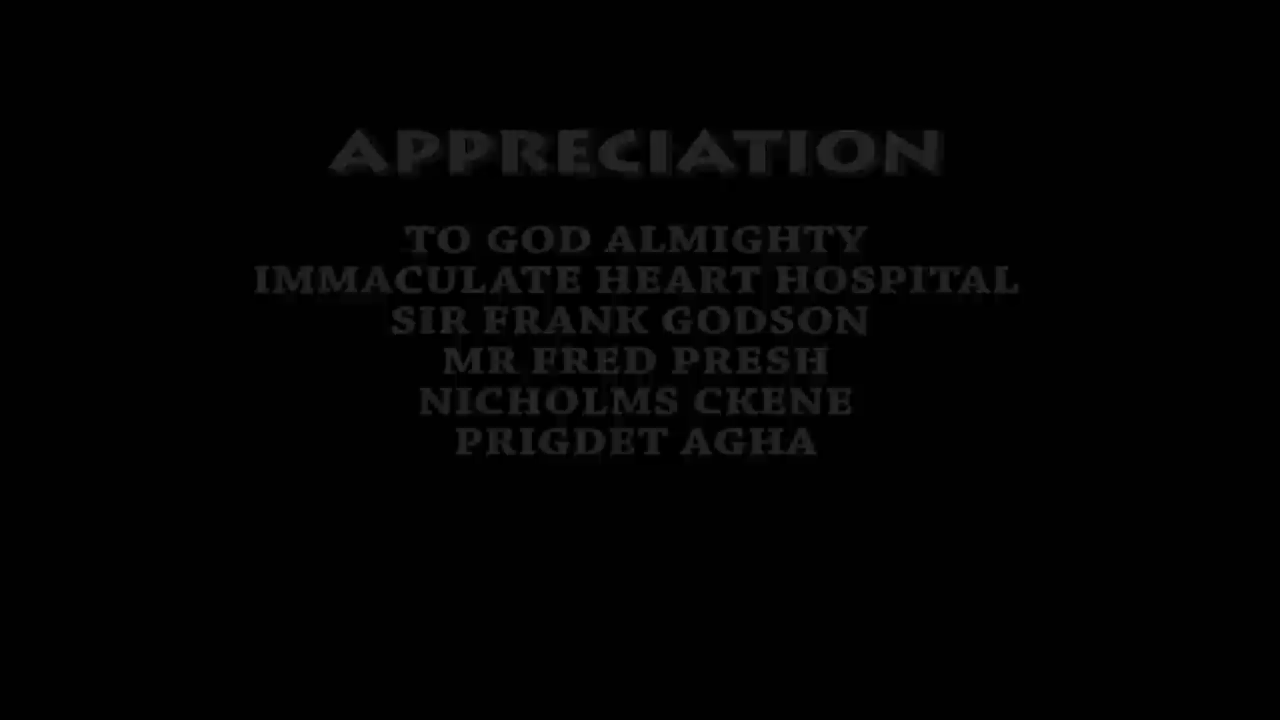 APPRECIATION
TO GOD ALMIGHTY
IMMACULATE HEART HOSPITAL
SIR FRANK GODSON
MR FRED PRESH
NICHOLMS CKENE
PRIGDET AGHA